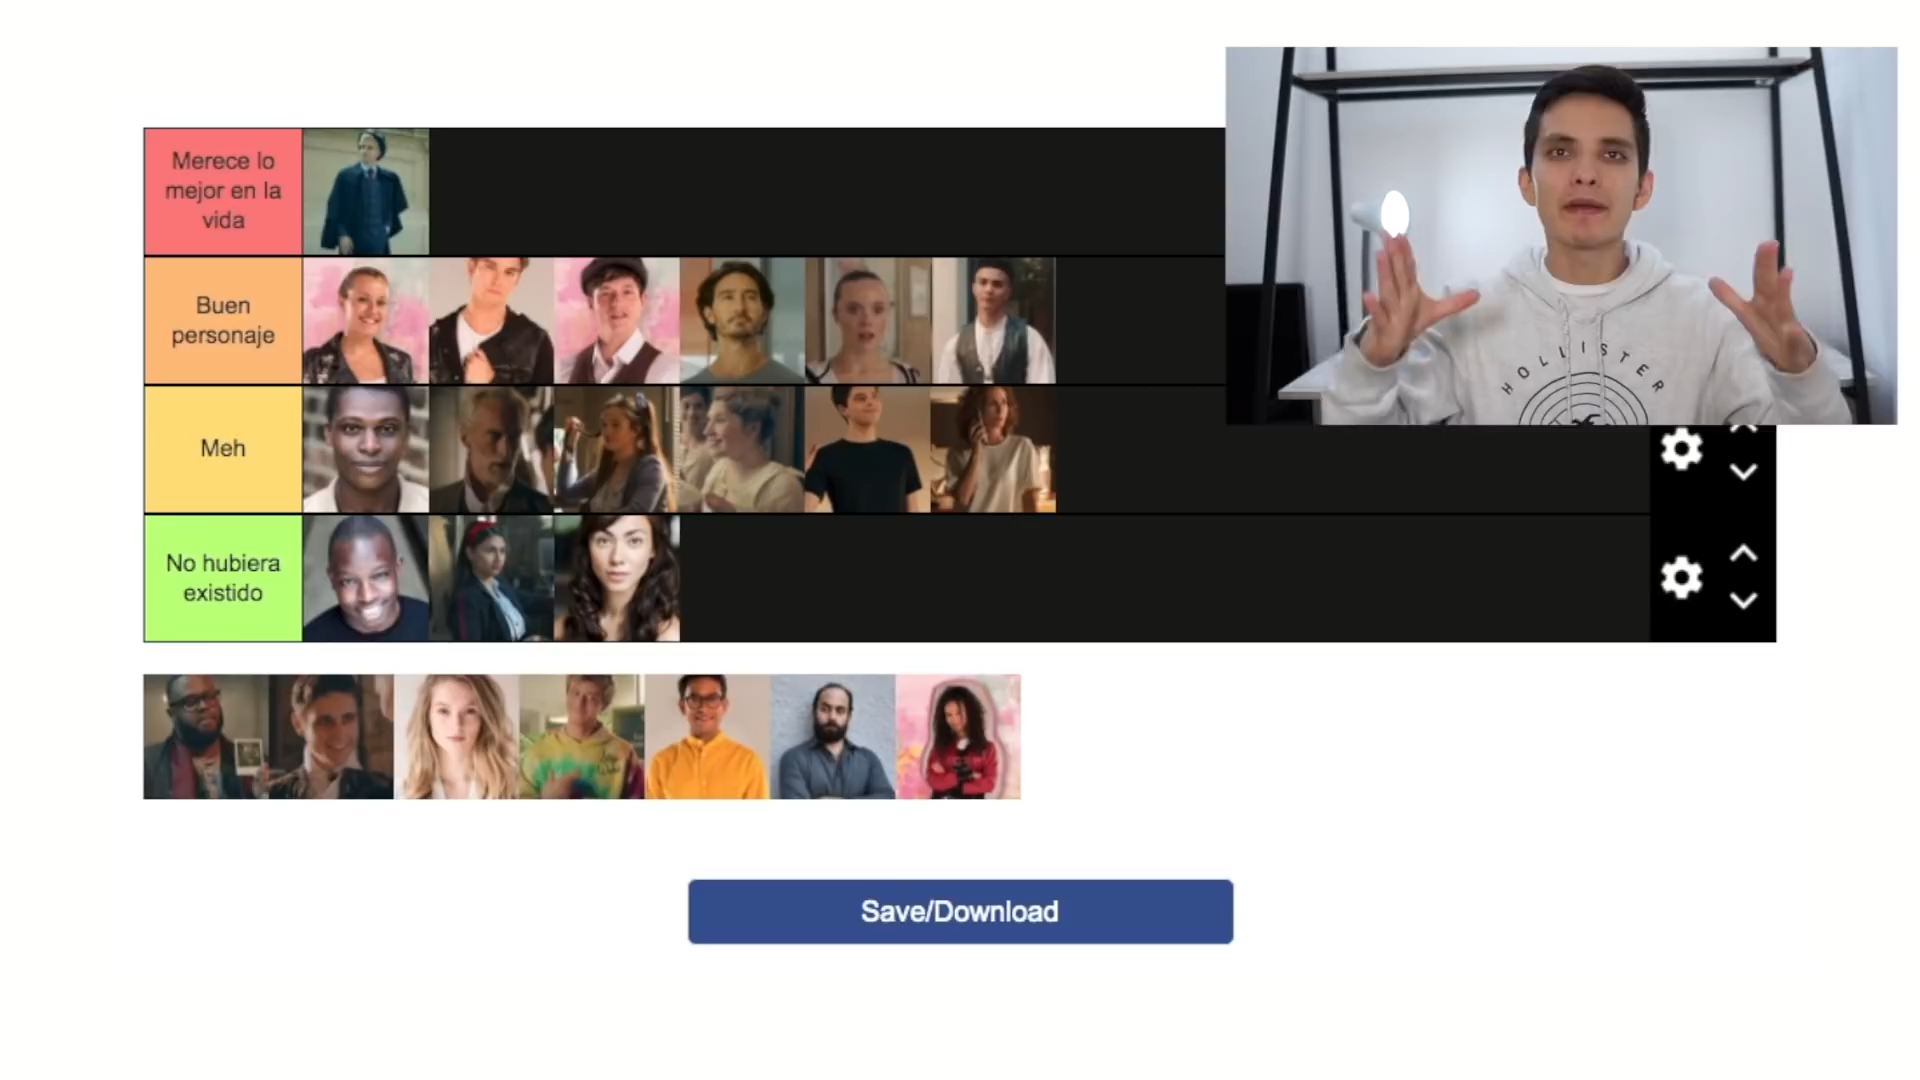 Merece lo
mejor en la
vida
Buen
personaje
Meh
No hubiera
existido
HOLLISTER
Save/Download